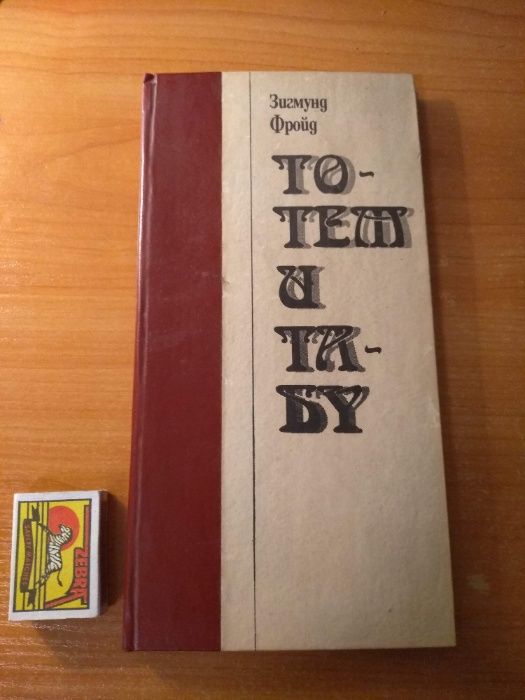 Зигмунд
Фройд
ТО-
ТЕМ
И
ТА-
БУ
ZEBRA